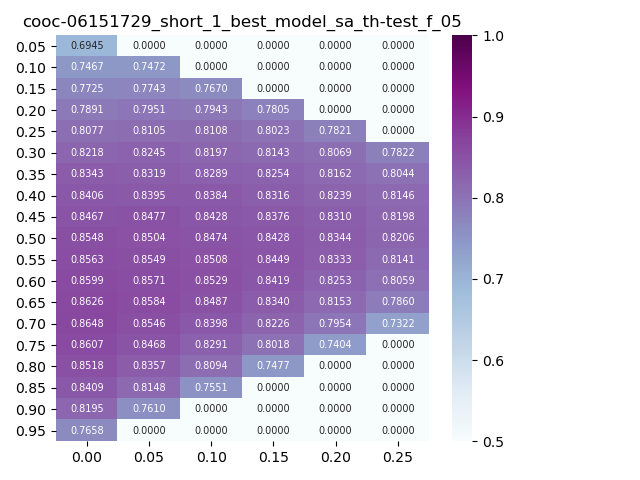 cooc-06151729_short_1_best_model_sa_th-test_f_05
0.05 0.6945 0.0000 0.0000 0.0000 0.0000 0.0000
0.10 0.7467 0.7472 0.0000 0.0000 0.0000 0.0000
0.15 0.7725 0.7743 0.7670 0.0000 0.0000 0.0000
0.20 0.7891 0.7951 0.7943 0.7805 0.0000 0.0000
0.25 0.8077 0.8105 0.8108 0.8023 0.7821 0.0000
0.30 0.8218 0.8245 0.8197 0.8143 0.8069 0.7822
0.35 0.8343 0.8319 0.8289 0.8254 0.8162 0.8044
0.40 0.8406 0.8395 0.8384 0.8316 0.8239 0.8146
0.45 0.8467 0.8477 0.8428 0.8376 0.8310 0.8198
0.50 0.8548 0.8504 0.8474 0.8428 0.8344 0.8206
0.55 0.8563 0.8549 0.8508 0.8449 0.8333 0.8141
0.60 0.8599 0.8571 0.8529 0.8419 0.8253 0.8059
0.65 0.8626 0.8584 0.8487 0.8340 0.8153 0.7860
0.70 0.8648 0.8546 0.8398 0.8226 0.7954 0.7322
0.75 0.8607 0.8468 0.8291 0.8018 0.7404 0.0000
0.80 0.8518 0.8357 0.8094 0.7477 0.0000 0.0000
0.85 0.8409 0.8148 0.7551 0.0000 0.0000 0.0000
0.90 0.8195 0.7610 0.0000 0.0000 0.0000 0.0000
0.95 0.7658 0.0000 0.0000 0.0000 0.0000 0.0000
0.00 0.05 0.10 0.15 0.20 0.25
1.0
0.9
0.8
0.7
0.6
0.5